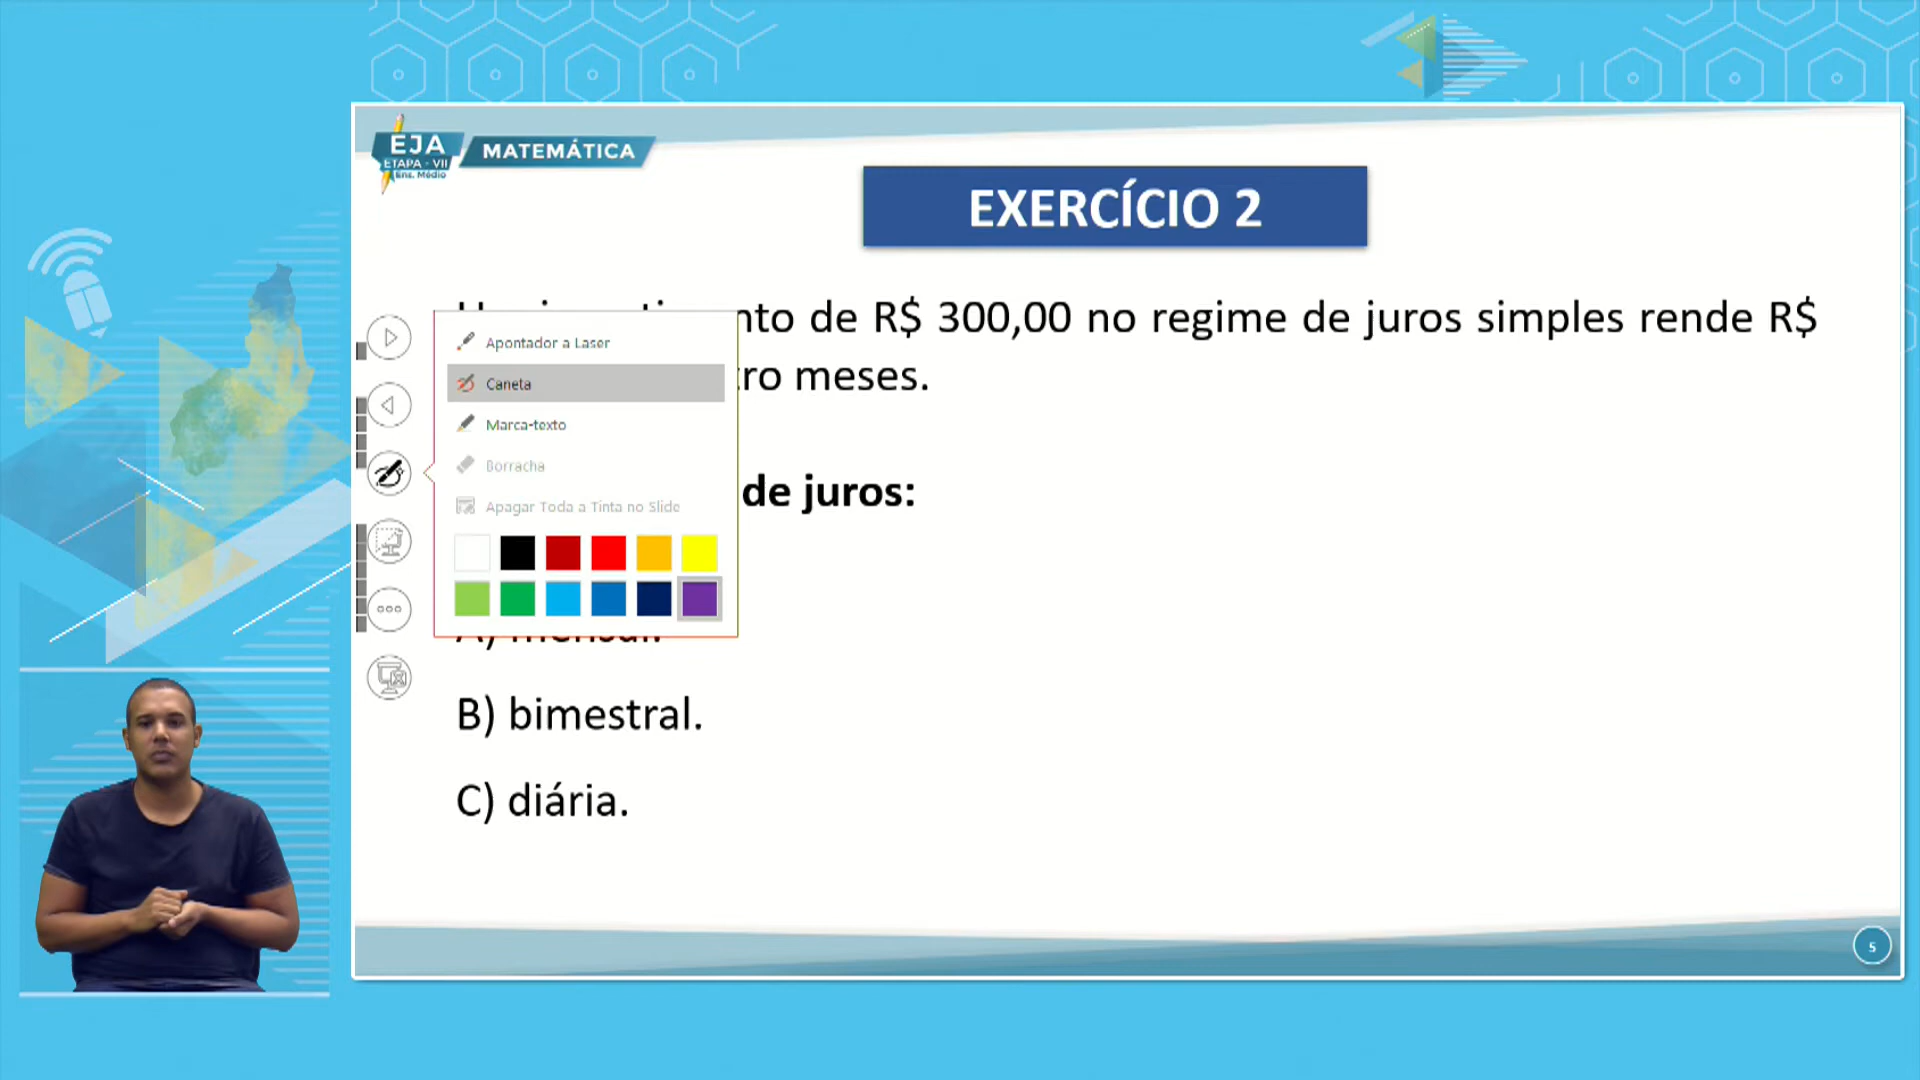 EJA
ETAPA - VII
Ens. Médio
MATEMÁTICA
EXERCÍCIO 2
nto de R$ 300,00 no regime de juros simples rende R$
ro meses.
de juros:
Apontador a Laser
Caneta
Marca-texto
Borracha
Apagar Toda a Tinta no Slide
A) mensal.
B) bimestral.
C) diária.
5